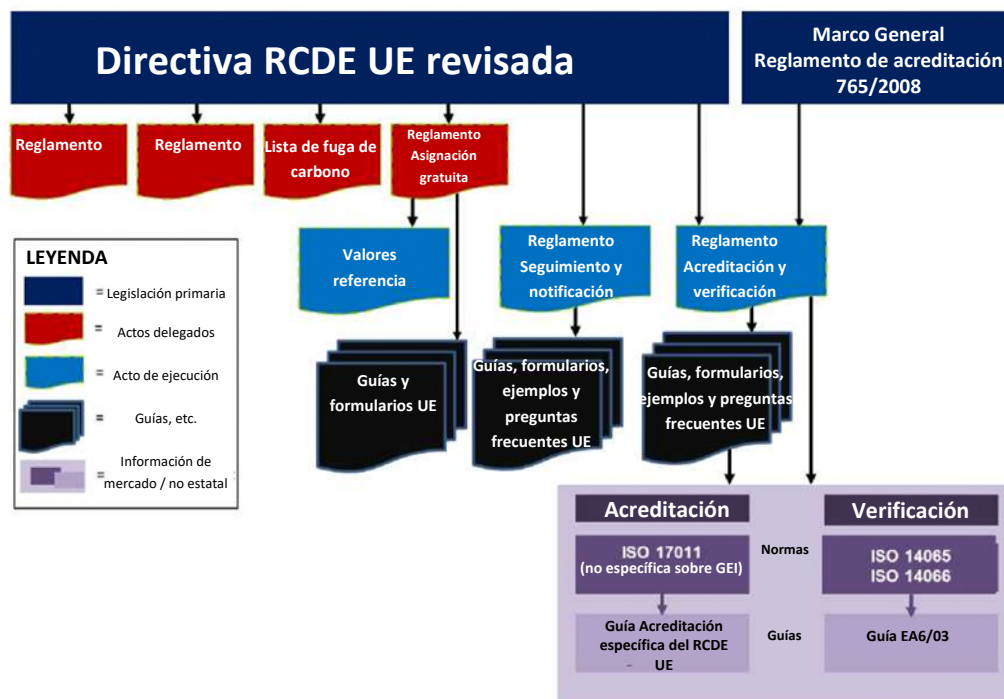 Directiva RCDE UE revisada
Marco General
Reglamento de acreditación
765/2008
Reglamento
Reglamento
Lista de fuga de
carbono
Reglamento
Asignación
gratuita
Valores
referencia
Reglamento
Seguimiento y
notificación
Reglamento
Acreditación y
verificación
LEYENDA
= Legislación primaria
= Actos delegados
= Acto de ejecución
= Guías, etc.
= Información de
mercado / no estatal
Guías y
formularios UE
Guías, formularios,
ejemplos y
preguntas
frecuentes UE
Guías, formularios,
ejemplos y preguntas
frecuentes UE
Acreditación
Verificación
ISO 17011
(no específica sobre GEI)
Normas
ISO 14065
ISO 14066
Guía Acreditación
específica del RCDE
UE
Guías
Guía EA6/03